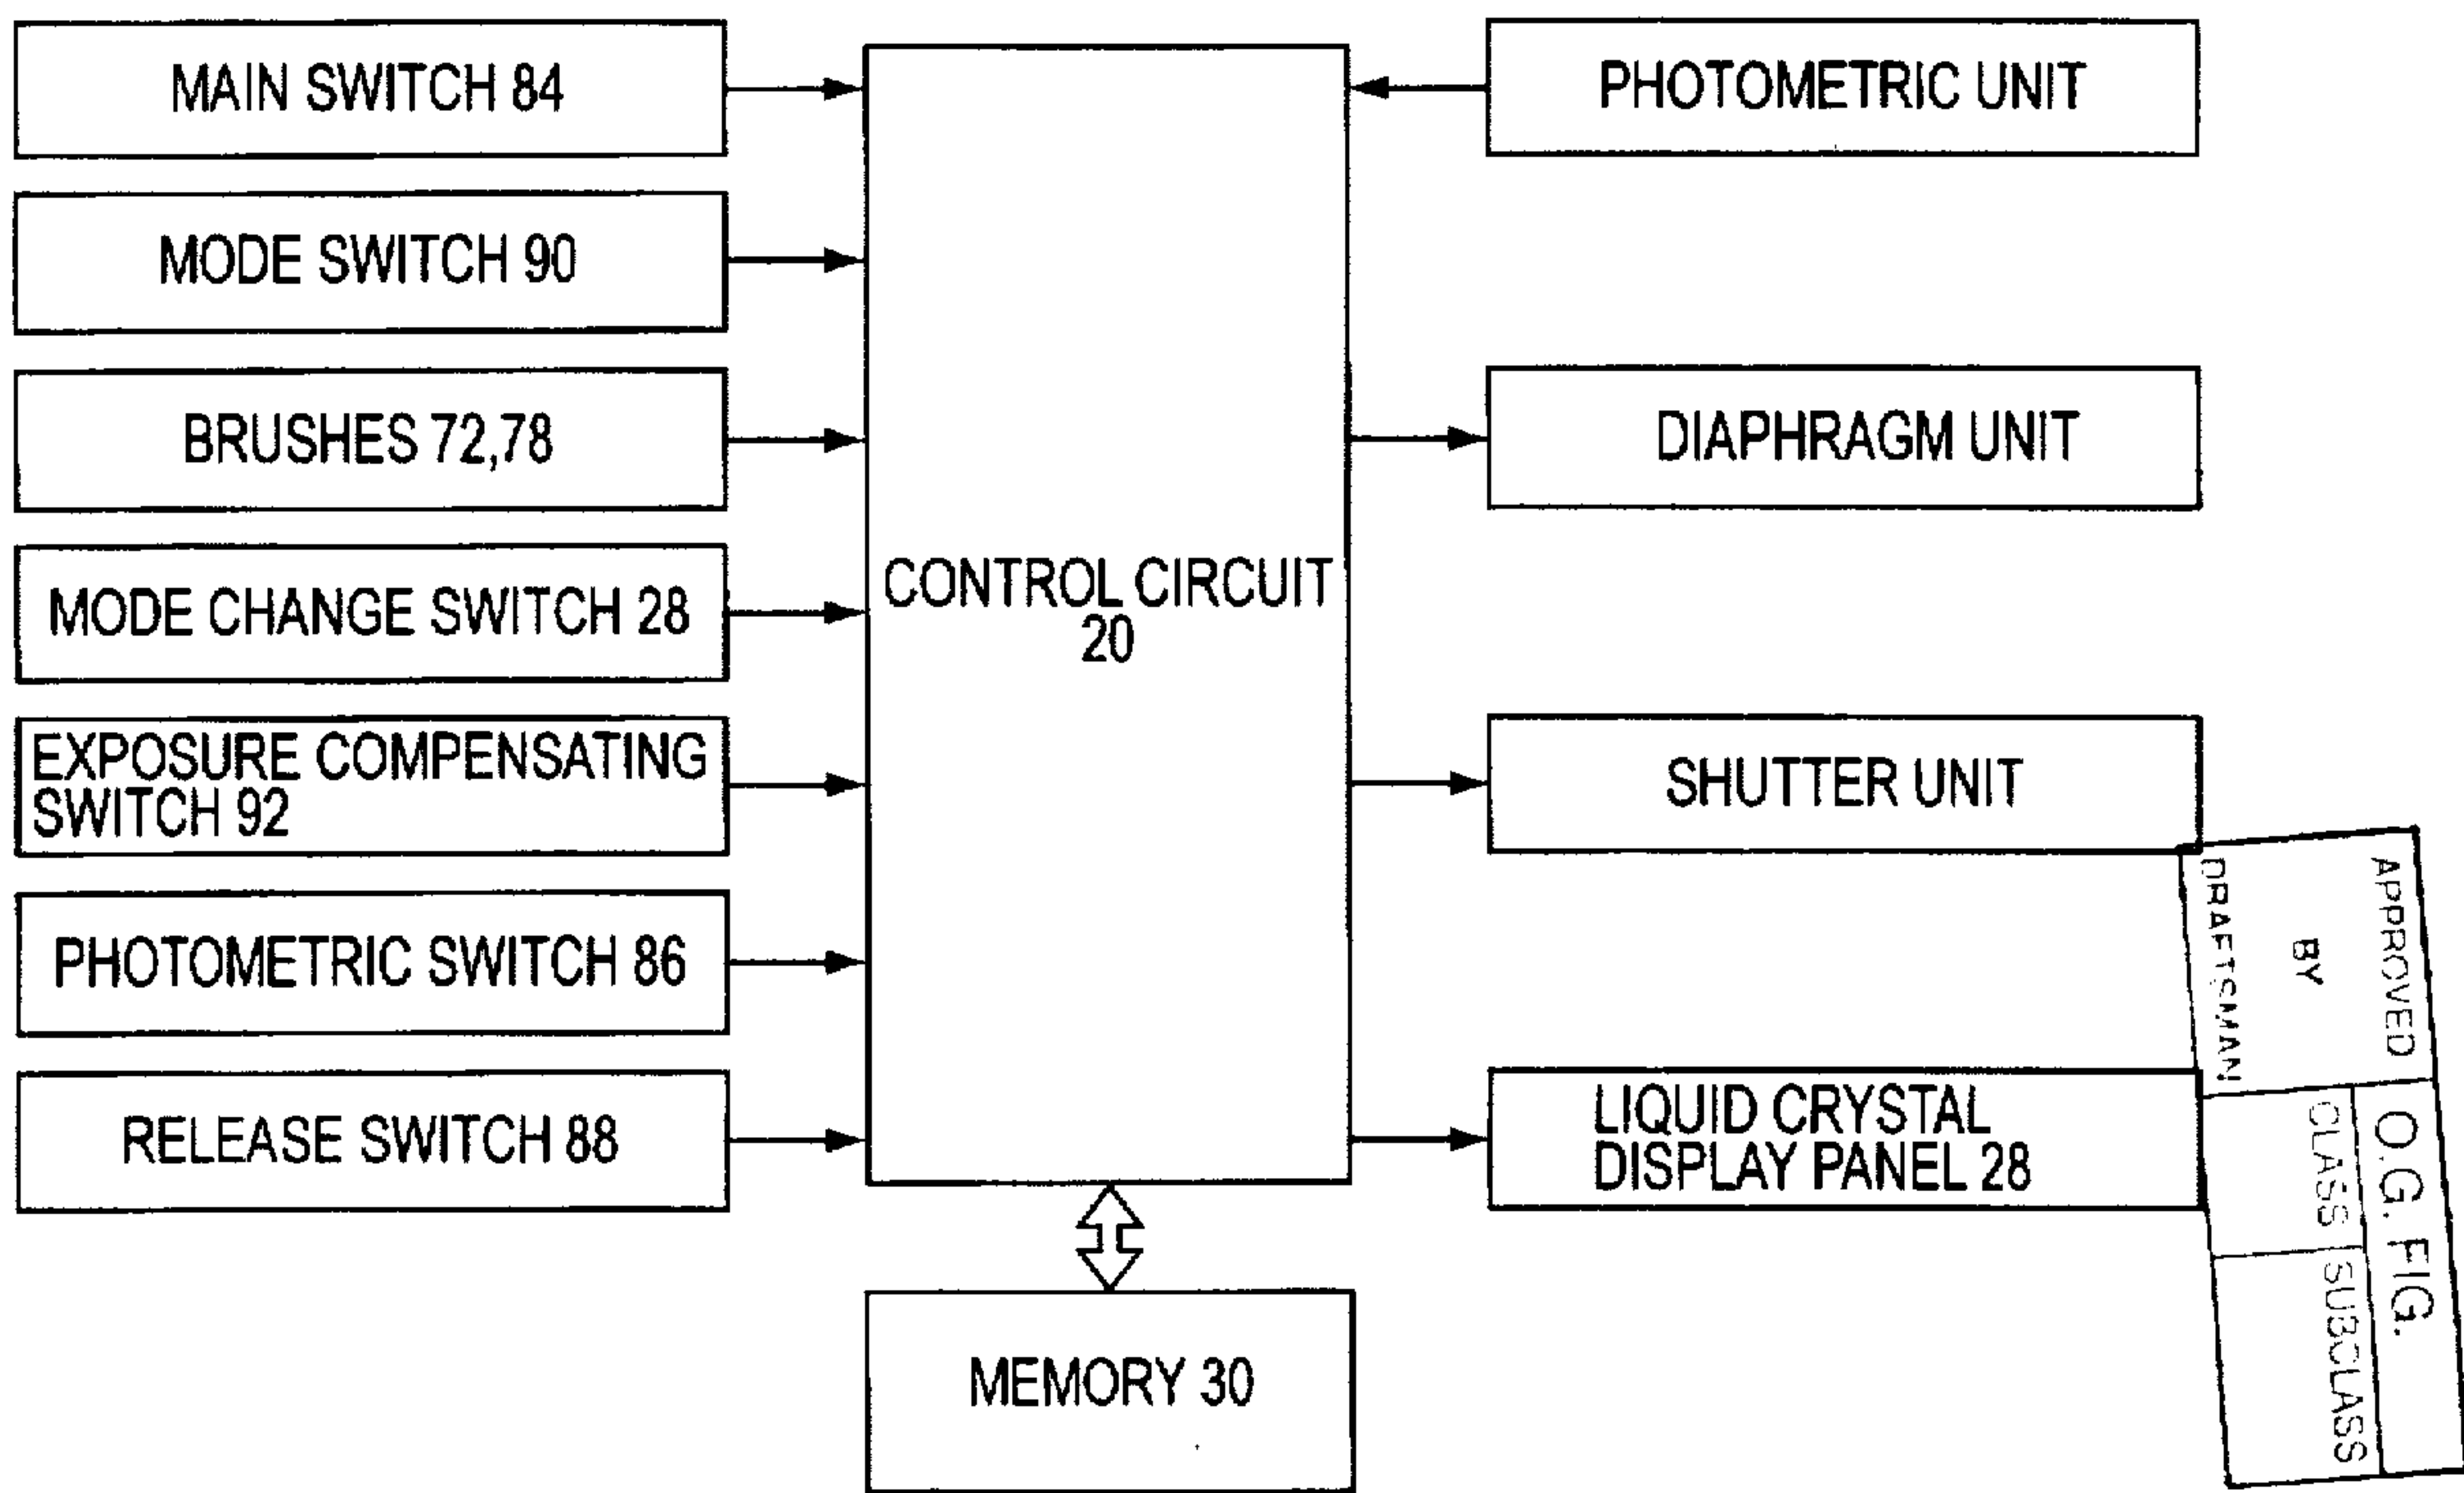 MAIN SWITCH 84
MODE SWITCH 90
BRUSHES 72,78
MODE CHANGE SWITCH 28
EXPOSURE COMPENSATING
SWITCH 92
PHOTOMETRIC SWITCH 86
RELEASE SWITCH 88
CONTROL CIRCUIT
20
MEMORY 30
PHOTOMETRIC UNIT
DIAPHRAGM UNIT
SHUTTER UNIT
LIQUID CRYSTAL
DISPLAY PANEL 28
APPROVED
BY
DRAFTSMAN
O.G. FIG.
CLASS
SUBCLASS